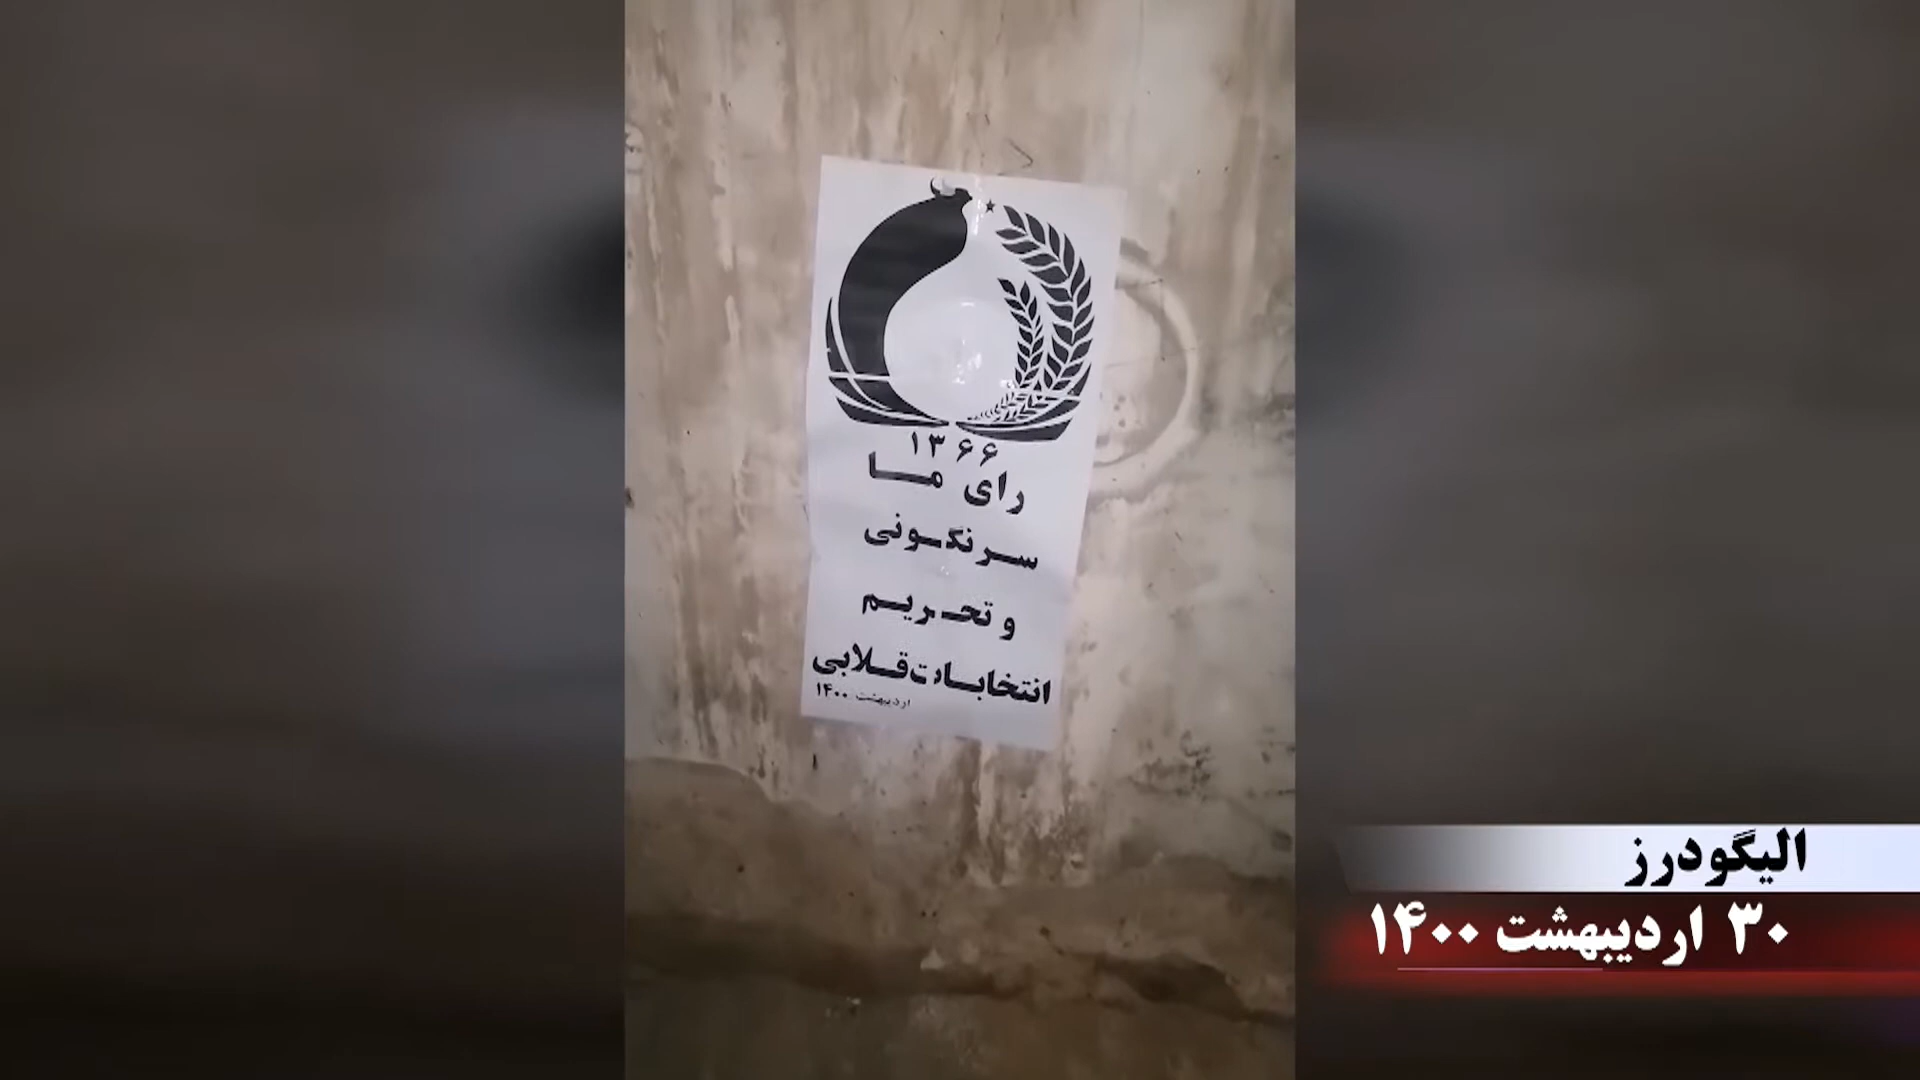 ۱۳۶۶
رای ما
سرنگونی
و تحریم
انتخابات قلابی
اردیبهشت ۱۴۰۰
الیگودرز
۳۰ اردیبهشت ۱۴۰۰